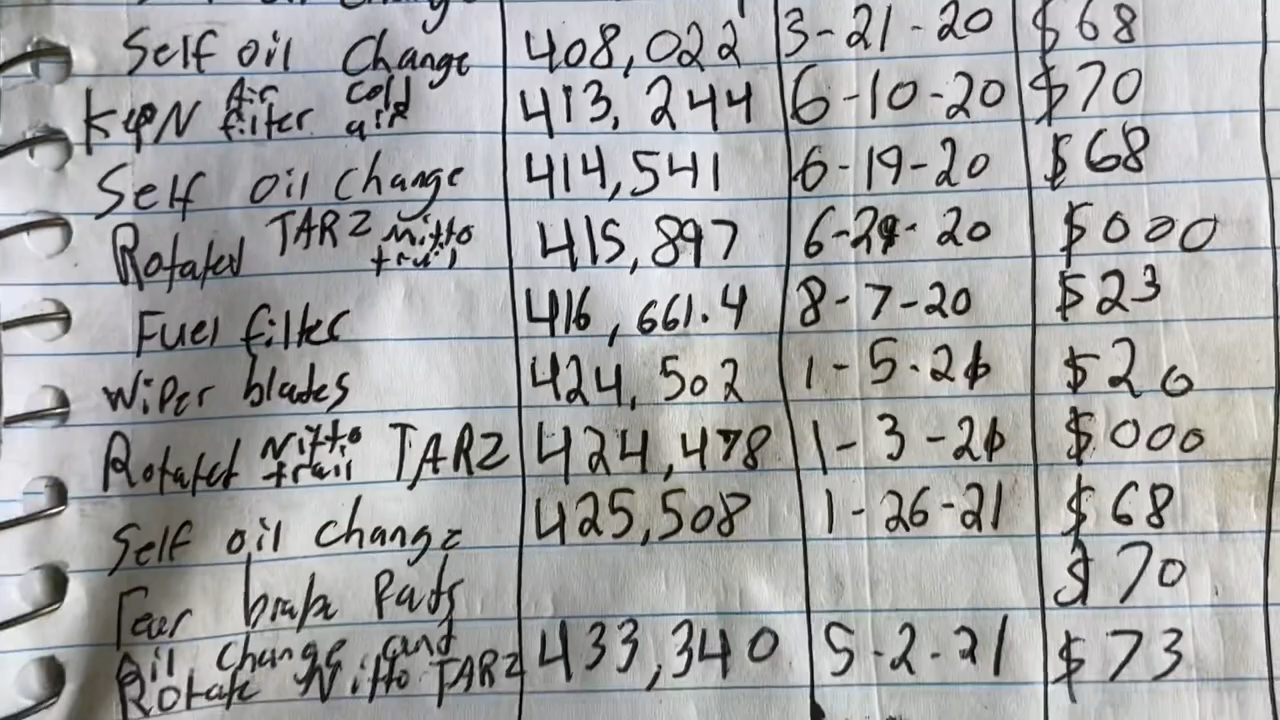 Self oil Change 408,022 3-21-20 $68
K&N Air filter cold air 413,244 6-10-20 $70
Self oil change 414,541 6-19-20 $68
Rotated TARZ Nitto trail 415,897 6-29-20 $000
Fuel filter 416,661.4 8-7-20 $23
Wiper blades 424,502 1-5-21 $20
Rotated Nitto trail TARZ 424,478 1-3-21 $000
Self oil change 425,508 1-26-21 $68
rear brake Pads $70
Oil change and
Rotate Nitto TARZ 433,340 5-2-21 $73